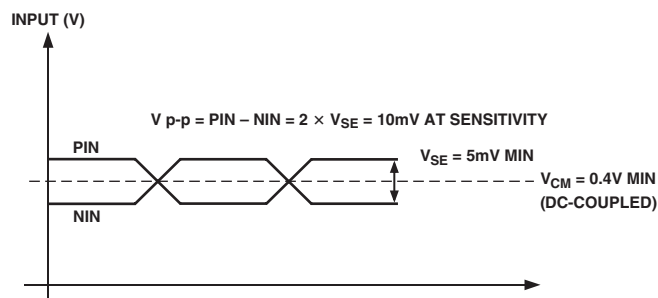 INPUT (V)
V p-p = PIN – NIN = 2 × VSE = 10mV AT SENSITIVITY
PIN
VSE = 5mV MIN
VCM = 0.4V MIN
(DC-COUPLED)
NIN